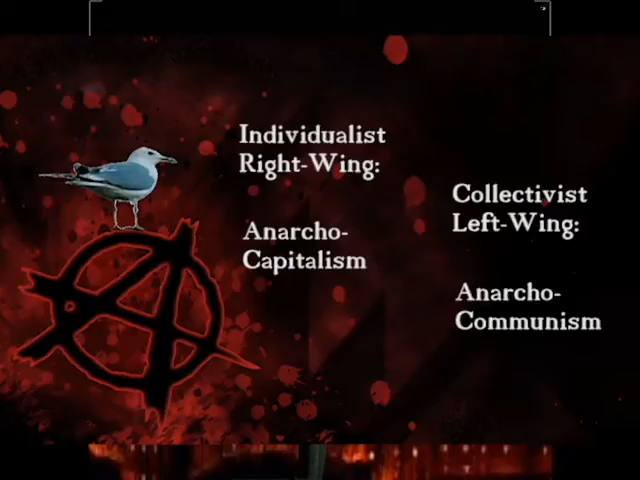 Individualist
Right-Wing:
Anarcho-
Capitalism
Collectivist
Left-Wing:
Anarcho-
Communism